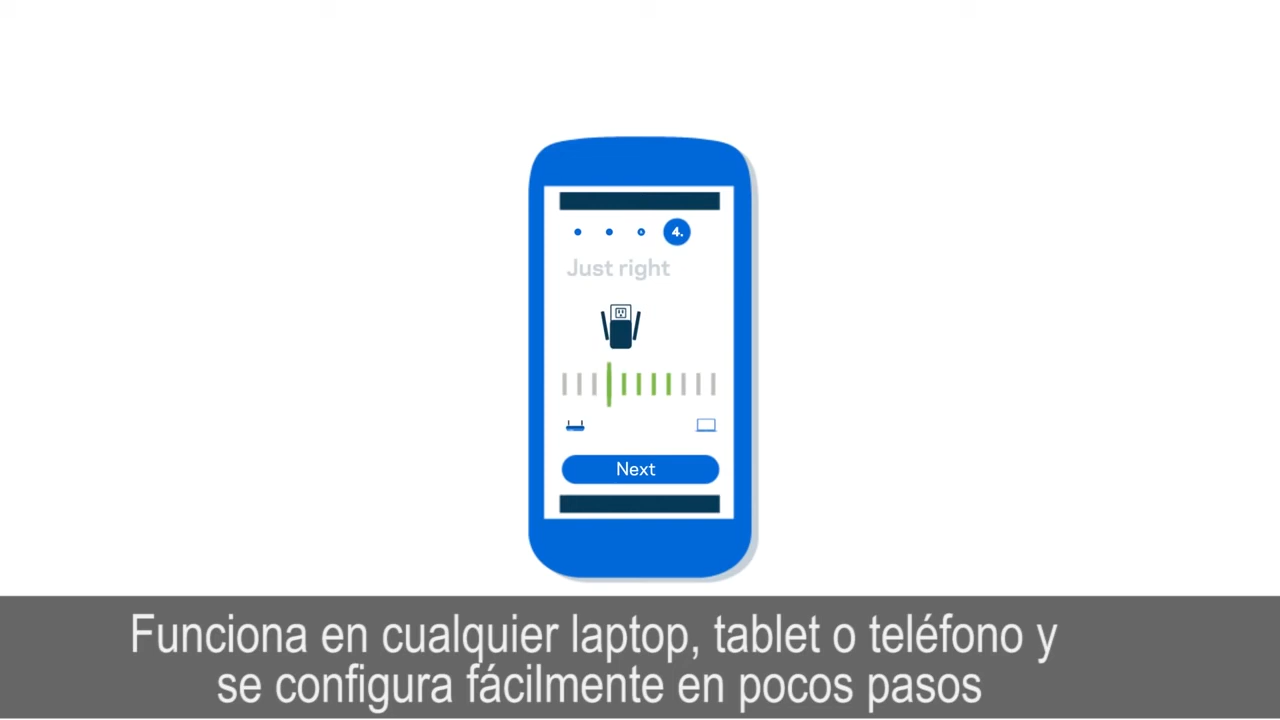 4.
Just right
Next
Funciona en cualquier laptop, tablet o teléfono y
se configura fácilmente en pocos pasos